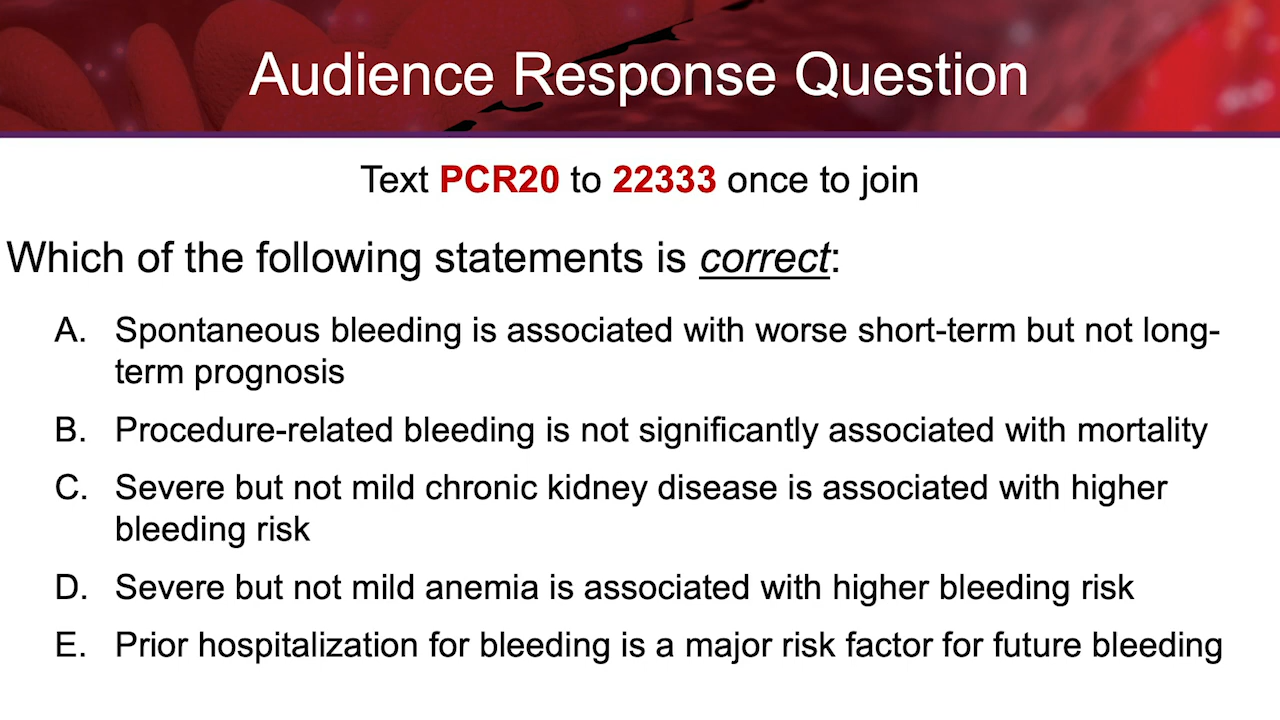 Audience Response Question
Text PCR20 to 22333 once to join
Which of the following statements is correct:
A. Spontaneous bleeding is associated with worse short-term but not long-
term prognosis
B. Procedure-related bleeding is not significantly associated with mortality
C. Severe but not mild chronic kidney disease is associated with higher
bleeding risk
D. Severe but not mild anemia is associated with higher bleeding risk
E. Prior hospitalization for bleeding is a major risk factor for future bleeding